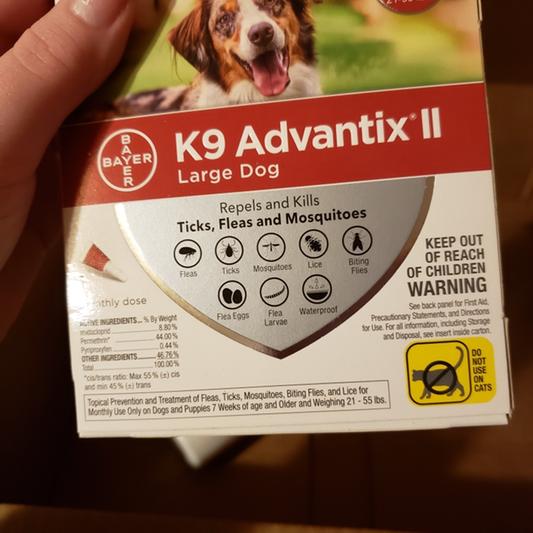 K9 Advantix® II
Large Dog
BAYER
BAYER
Repels and Kills
Ticks, Fleas and Mosquitoes
Fleas
Ticks
Mosquitoes
Lice
Biting
Flies
Flea Eggs
Flea
Larvae
Waterproof
KEEP OUT
OF REACH
OF CHILDREN
WARNING
See back panel for First Aid,
Precautionary Statements, and Directions
for Use. For all information, including Storage
and Disposal, see insert inside carton.
DO
NOT
USE
ON
CATS
nthly dose
ACTIVE INGREDIENTS... % By Weight
Imidacloprid 8.80%
Permethrin* 44.00%
Pyriproxyfen 0.44%
OTHER INGREDIENTS 46.76%
Total 100.00%
*cis/trans ratio: Max 55% (±) cis
and min 45% (±) trans
Topical Prevention and Treatment of Fleas, Ticks, Mosquitoes, Biting Flies, and Lice for
Monthly Use Only on Dogs and Puppies 7 Weeks of age and Older and Weighing 21 - 55 lbs.